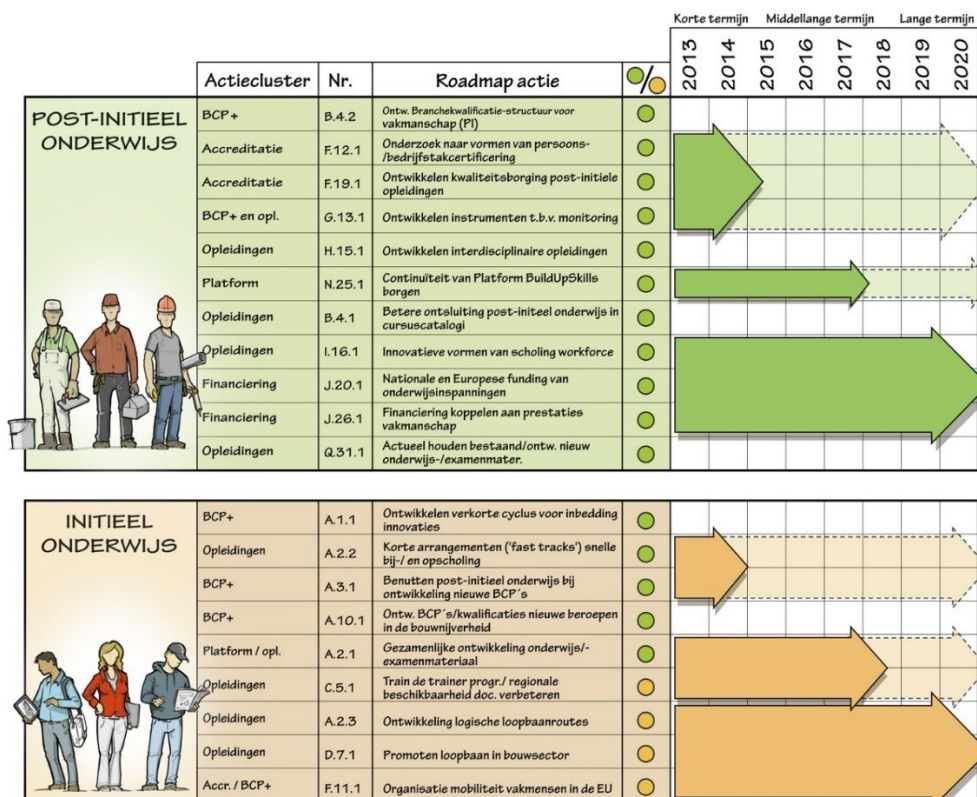 Korte termijn Middellange termijn Lange termijn
2013 2014 2015 2016 2017 2018 2019 2020
Actiecluster Nr. Roadmap actie %
POST-INITIEEL
ONDERWIJS
BCP+ B.4.2 Ontw. Branchekwalificatie-structuur voor
vakmanschap (PI)
Accreditatie F.12.1 Onderzoek naar vormen van persoons-
/bedrijfstakcertificering
Accreditatie F.19.1 Ontwikkelen kwaliteitsborging post-initiele
opleidingen
BCP+ en opl. G.13.1 Ontwikkelen instrumenten t.b.v. monitoring
Opleidingen H.15.1 Ontwikkelen interdisciplinaire opleidingen
Platform N.25.1 Continuïteit van Platform BuildUpSkills
borgen
Opleidingen B.4.1 Betere ontsluiting post-initeel onderwijs in
cursuscatalogi
Opleidingen I.16.1 Innovatieve vormen van scholing workforce
Financiering J.20.1 Nationale en Europese funding van
onderwijsinspanningen
Financiering J.26.1 Financiering koppelen aan prestaties
vakmanschap
Opleidingen Q.31.1 Actueel houden bestaand/ontw. nieuw
onderwijs-/examenmater.
INITIEEL
ONDERWIJS
BCP+ A.1.1 Ontwikkelen verkorte cyclus voor inbedding
innovaties
Opleidingen A.2.2 Korte arrangementen ('fast tracks') snelle
bij-/ en opscholing
BCP+ A.3.1 Benutten post-initieel onderwijs bij
ontwikkeling nieuwe BCP´s
BCP+ A.10.1 Ontw. BCP´s/kwalificaties nieuwe beroepen
in de bouwnijverheid
Platform / opl. A.2.1 Gezamenlijke ontwikkeling onderwijs/-
examenmateriaal
Opleidingen C.5.1 Train de trainer progr./ regionale
beschikbaarheid doc. verbeteren
Opleidingen A.2.3 Ontwikkeling logische loopbaanroutes
Opleidingen D.7.1 Promoten loopbaan in bouwsector
Accr. / BCP+ F.11.1 Organisatie mobiliteit vakmensen in de EU